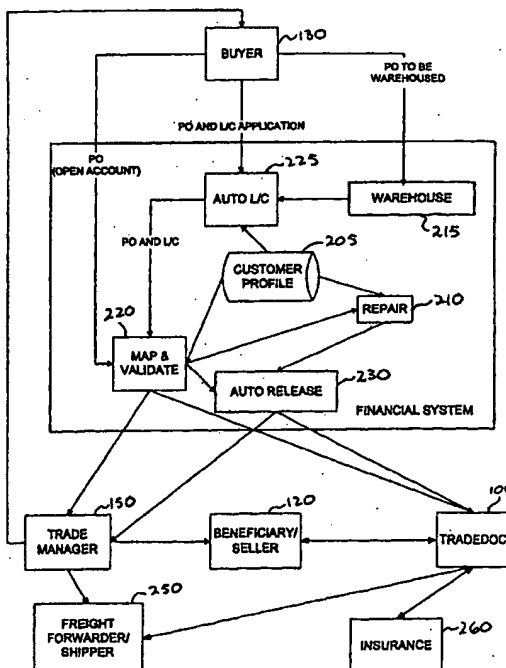 130
BUYER
PO TO BE
WAREHOUSED
PO AND L/C APPLICATION
PO
(OPEN ACCOUNT)
225
AUTO L/C
WAREHOUSE
215
205
PO AND L/C
CUSTOMER
PROFILE
210
REPAIR
220
MAP &
VALIDATE
230
AUTO RELEASE
FINANCIAL SYSTEM
150
120
TRADE
MANAGER
BENEFICIARY/
SELLER
TRADEDOC
250
260
FREIGHT
FORWARDER/
SHIPPER
INSURANCE